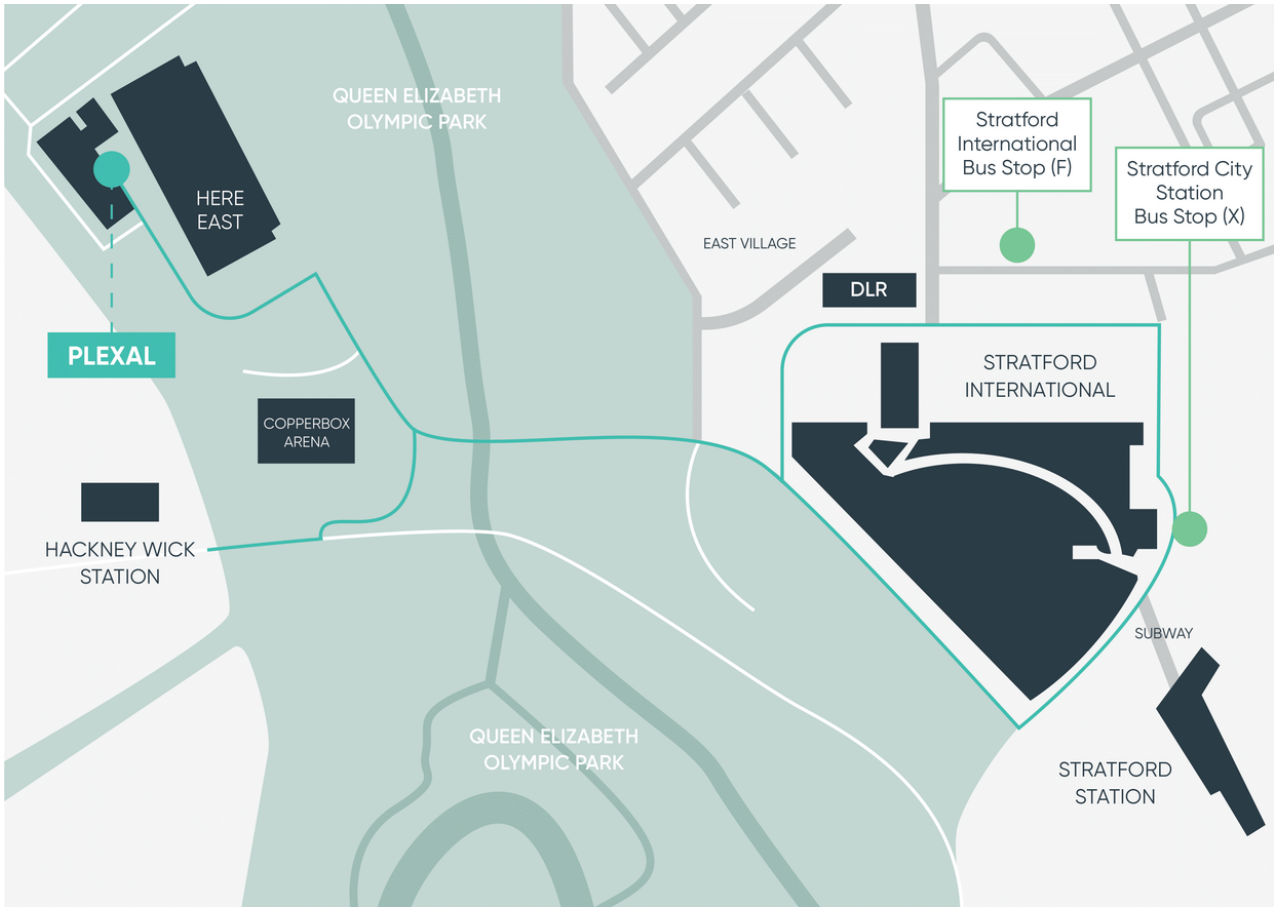 QUEEN ELIZABETH
OLYMPIC PARK
Stratford
International
Bus Stop (F)
Stratford City
Station
Bus Stop (X)
HERE
EAST
EAST VILLAGE
DLR
PLEXAL
STRATFORD
INTERNATIONAL
COPPERBOX
ARENA
HACKNEY WICK
STATION
SUBWAY
QUEEN ELIZABETH
OLYMPIC PARK
STRATFORD
STATION